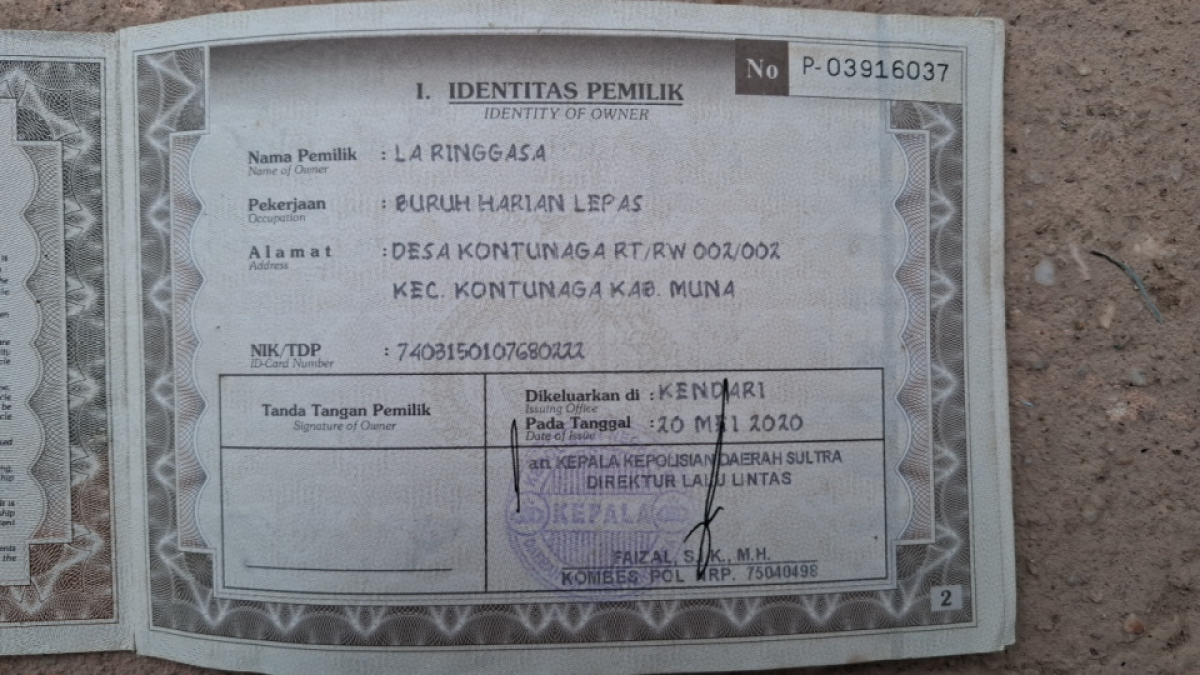 No P-03916037
I. IDENTITAS PEMILIK
IDENTITY OF OWNER
Nama Pemilik : LA RINGGASA
Name of Owner
Pekerjaan : BURUH HARIAN LEPAS
Occupation
Alamat : DESA KONTUNAGA RT/RW 002/002
Address
KEC. KONTUNAGA KAB. MUNA
NIK/TDP : 7403150107680222
ID-Card Number
Tanda Tangan Pemilik
Signature of Owner
Dikeluarkan di : KENDARI
Issuing Office
Pada Tanggal : 20 MEI 2020
Date of Issue
an KEPALA KEPOLISIAN DAERAH SULTRA
DIREKTUR LALU LINTAS
KEPALA
FAIZAL, S.I.K., M.H.
KOMBES POL NRP. 75040498
2